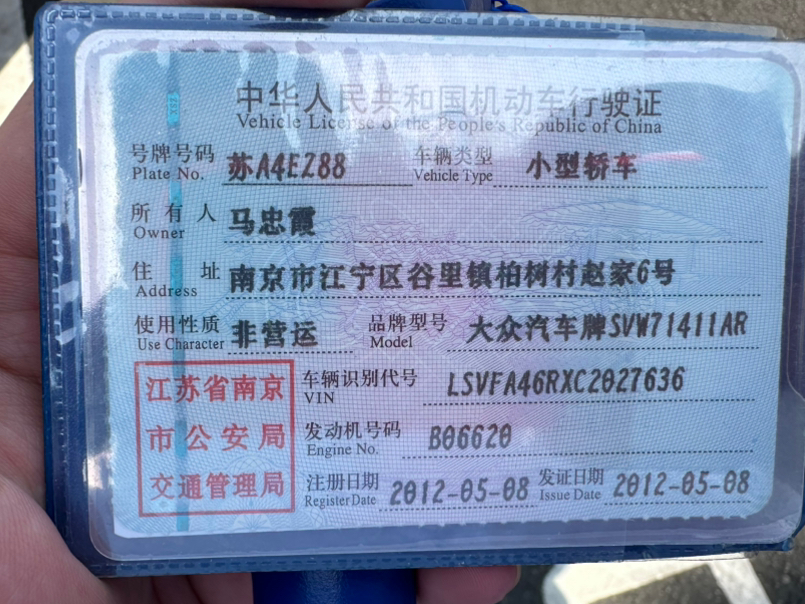 中华人民共和国机动车行驶证
Vehicle License of the People's Republic of China
号牌号码 苏A4EZ88 车辆类型 小型轿车
Plate No. Vehicle Type
所有人 马忠霞
Owner
住址 南京市江宁区谷里镇柏树村赵家6号
Address
使用性质 非营运 品牌型号 大众汽车牌SVW71411AR
Use Character Model
江苏省南京
市公安局
交通管理局
车辆识别代号 LSVFA46RXC2027636
VIN
发动机号码 B06620
Engine No.
注册日期 2012-05-08 发证日期 2012-05-08
Register Date Issue Date